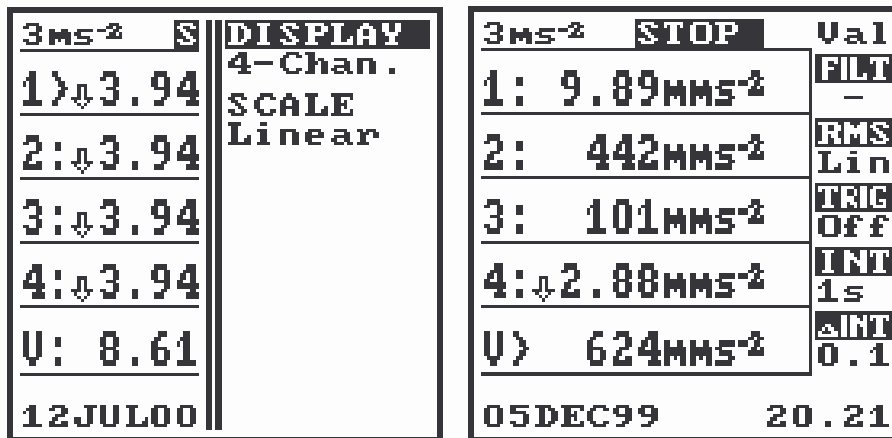 3ms⁻² S
1)⇩3.94
2:⇩3.94
3:⇩3.94
4:⇩3.94
V: 8.61
12JUL00
DISPLAY
4-Chan.
SCALE
Linear
3ms⁻² STOP Val
1: 9.89mms⁻²
2: 442mms⁻²
3: 101mms⁻²
4:⇩2.88mms⁻²
V) 624mms⁻²
FILT
–
RMS
Lin
TRIG
Off
INT
1s
△INT
0.1
05DEC99 20.21